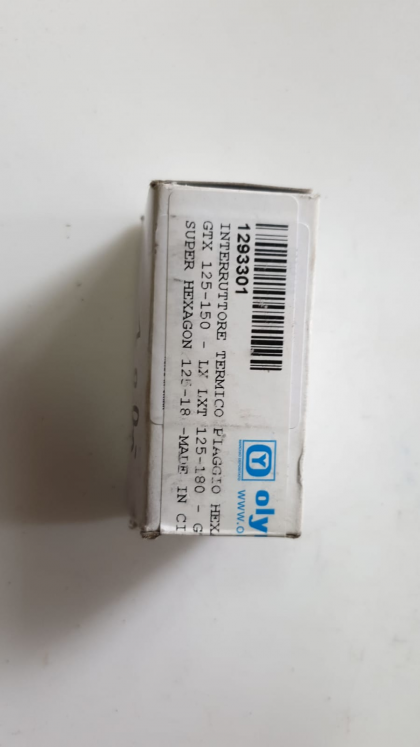 1293301
INTERRUTTORE TERMICO PIAGGIO HEX
GTX 125-150 - LX LXT 125-180 - G
SUPER HEXAGON 125-18 -MADE IN CI
oly
www.o